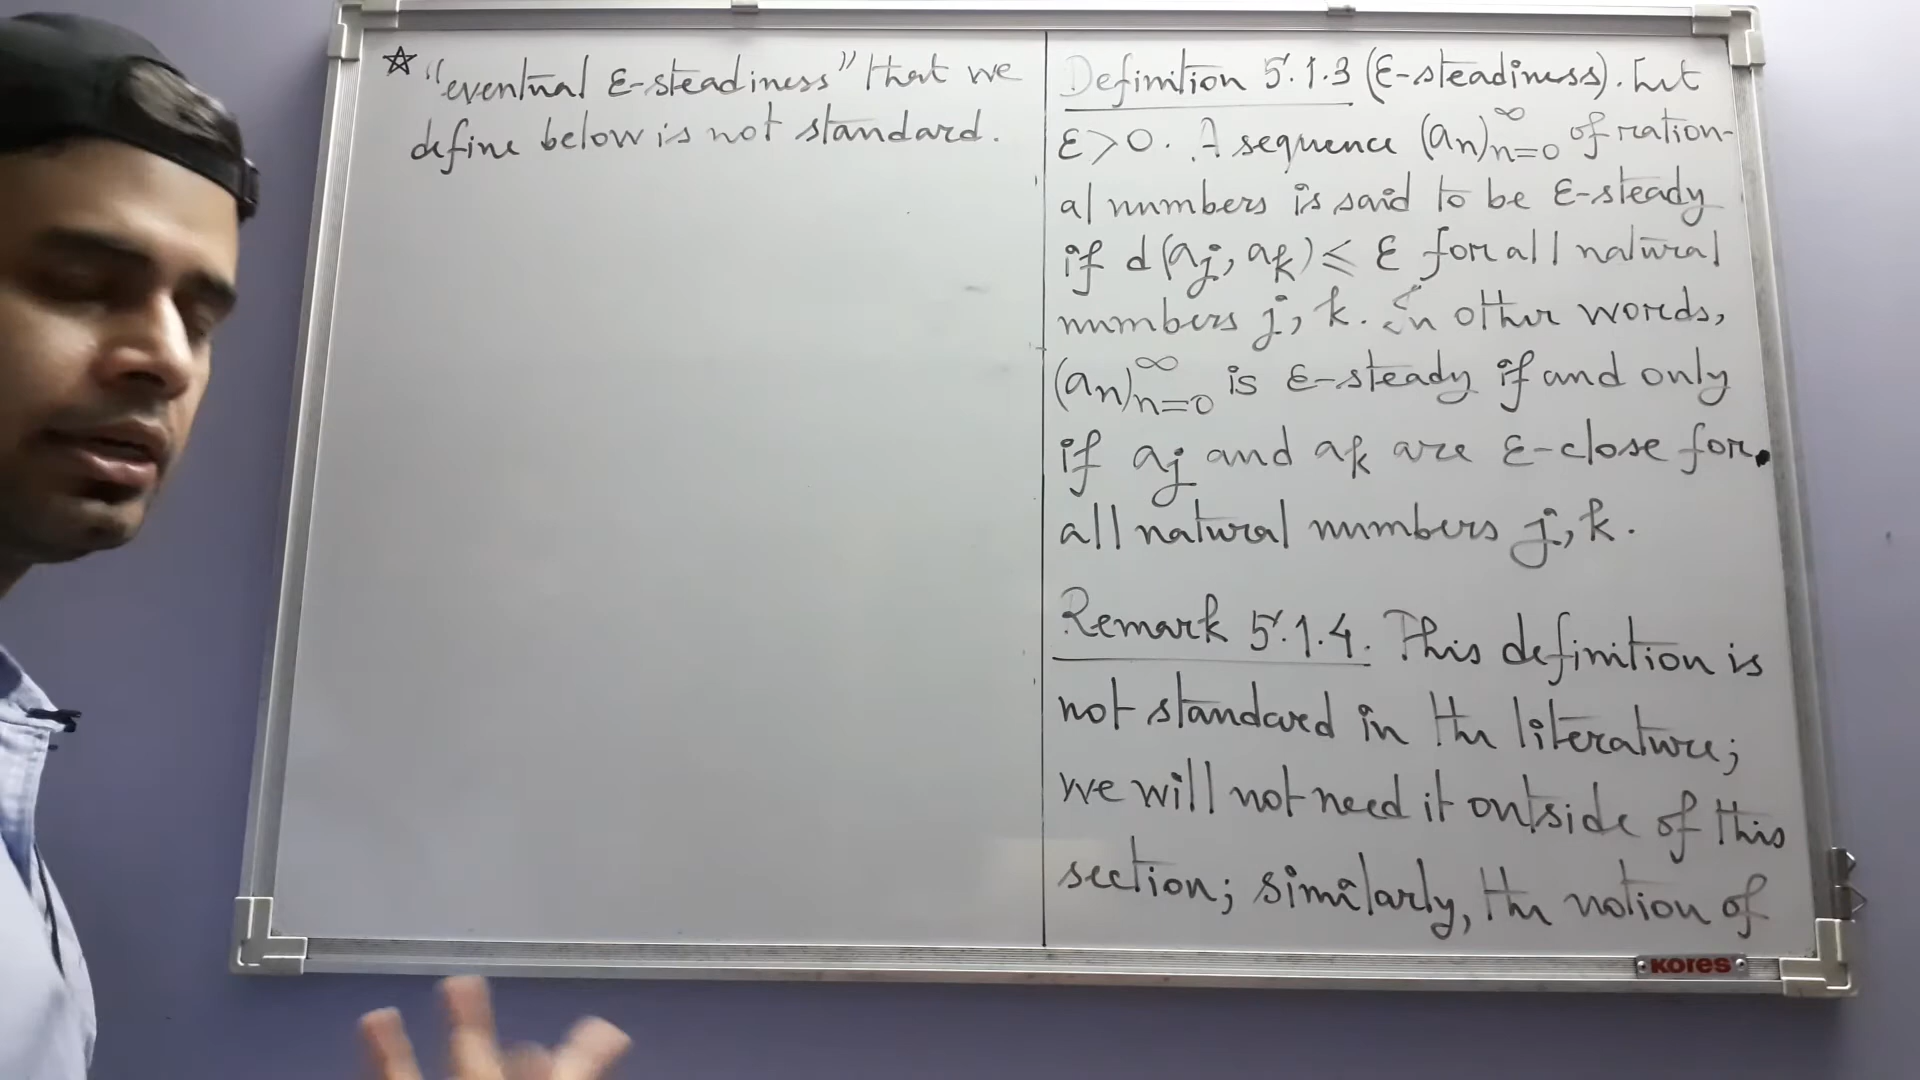 ☆ "eventual ε-steadiness" that we
define below is not standard.
Definition 5.1.3 (ε-steadiness). Let
ε>0. A sequence (an)∞n=0 of ration-
al numbers is said to be ε-steady
if d(aj, ak) ⩽ ε for all natural
numbers j, k. In other words,
(an)∞n=0 is ε-steady if and only
if aj and ak are ε-close for
all natural numbers j, k.
Remark 5.1.4. This definition is
not standard in the literature;
we will not need it outside of this
section; similarly, the notion of
KORES